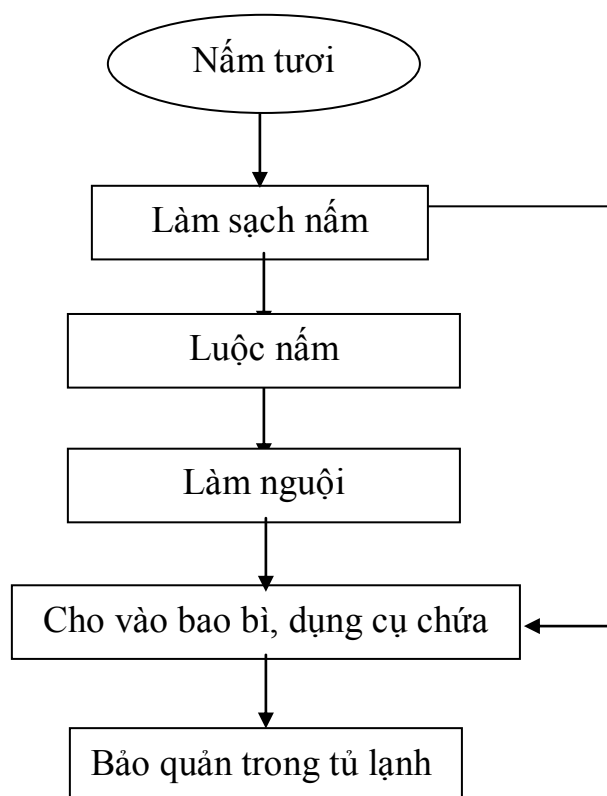 Nấm tươi
Làm sạch nấm
Luộc nấm
Làm nguội
Cho vào bao bì, dụng cụ chứa
Bảo quản trong tủ lạnh